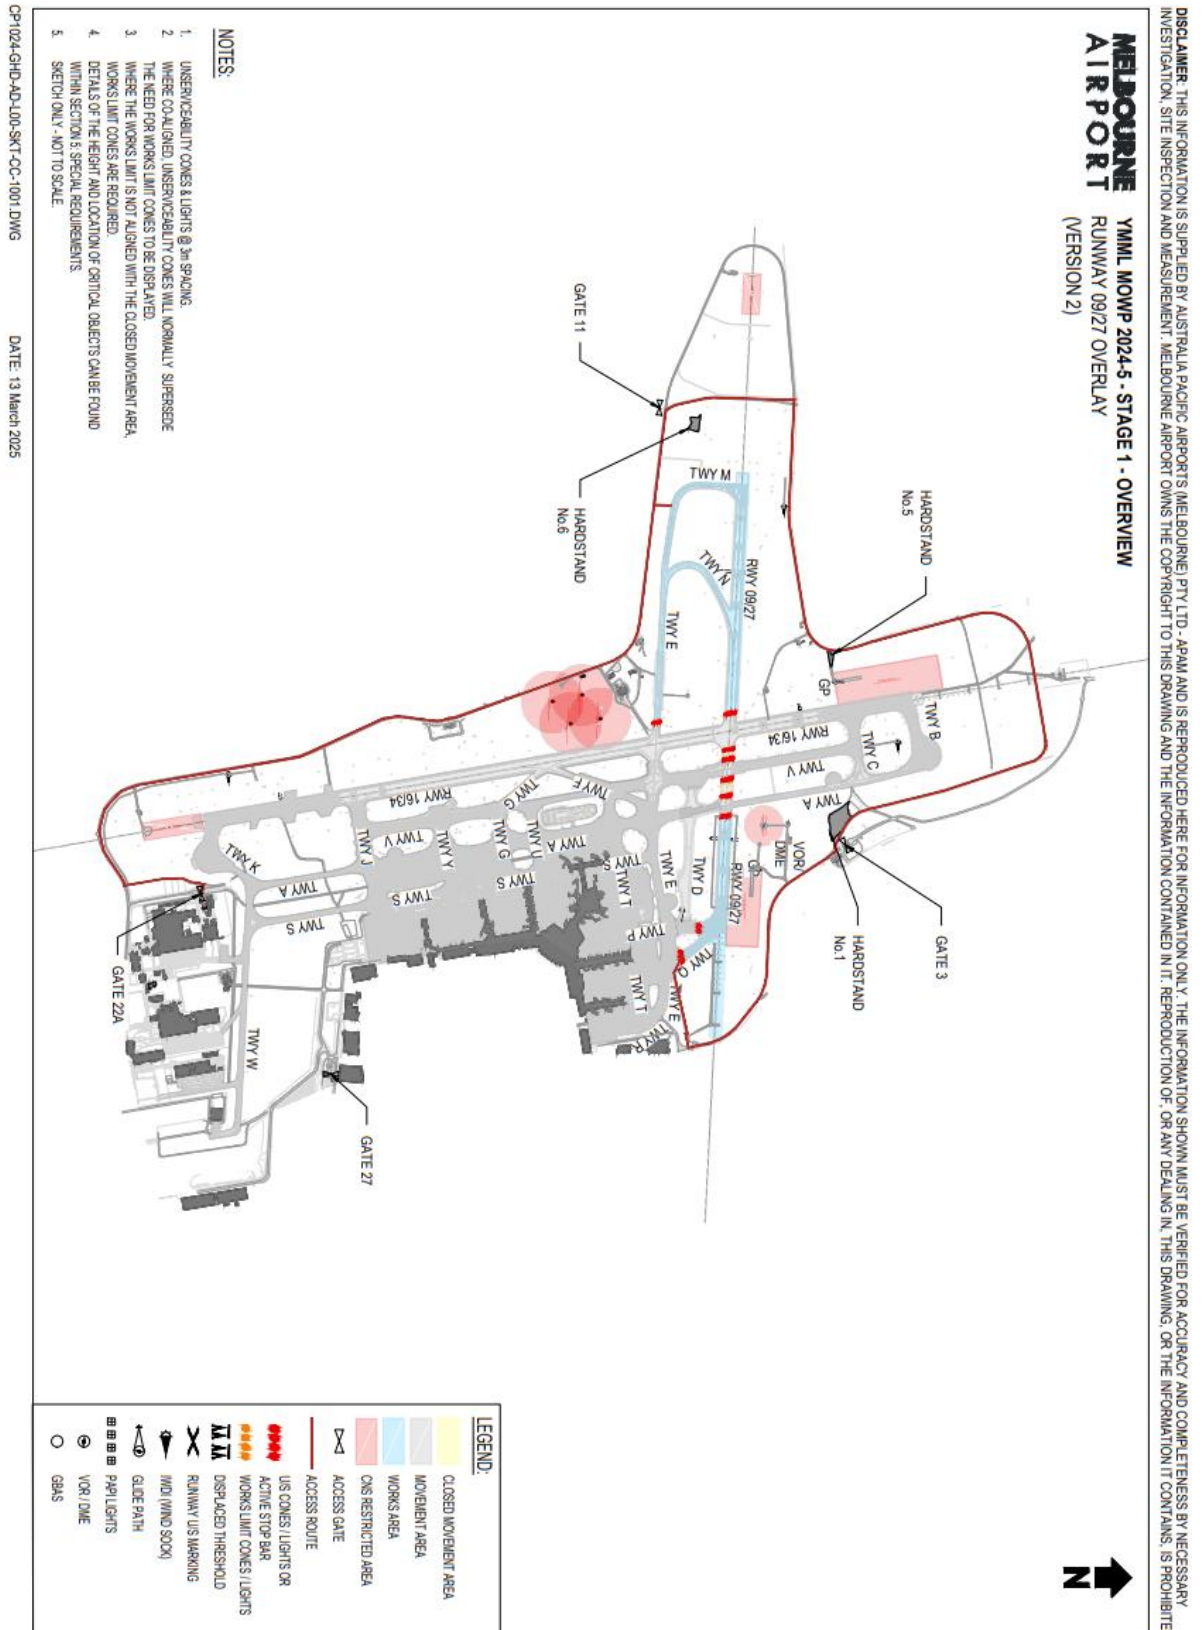 DISCLAIMER: THIS INFORMATION IS SUPPLIED BY AUSTRALIA PACIFIC AIRPORTS (MELBOURNE) PTY LTD - APAM AND IS REPRODUCED HERE FOR INFORMATION ONLY. THE INFORMATION SHOWN MUST BE VERIFIED FOR ACCURACY AND COMPLETENESS BY NECESSARY
INVESTIGATION, SITE INSPECTION AND MEASUREMENT. MELBOURNE AIRPORT OWNS THE COPYRIGHT TO THIS DRAWING AND THE INFORMATION CONTAINED IN IT. REPRODUCTION OF, OR ANY DEALING IN, THIS DRAWING, OR THE INFORMATION IT CONTAINS, IS PROHIBITE
MELBOURNE
AIRPORT
YMML MOWP 2024-5 - STAGE 1 - OVERVIEW
RUNWAY 09/27 OVERLAY
(VERSION 2)
N
HARDSTAND
No.5
GATE 3
HARDSTAND
No.1
GP
TWY B
TWY C
RWY 16/34
TWY V
TWY A
VOR/
DME
GP
RWY 09/27
TWY M
TWY N
RWY 09/27
TWY E
TWY D
TWY Q
TWY E
TWY E
TWY R
TWY S
TWY T
TWY P
TWY T
GATE 11
HARDSTAND
No.6
TWY F
TWY G
RWY 16/34
TWY A
TWY U
TWY G
TWY Y
TWY V
TWY J
TWY S
TWY S
TWY K
TWY A
TWY S
TWY W
GATE 27
GATE 22A
NOTES:
1. UNSERVICEABILITY CONES & LIGHTS @ 3m SPACING.
2. WHERE CO-ALIGNED, UNSERVICEABILITY CONES WILL NORMALLY SUPERSEDE
THE NEED FOR WORKS LIMIT CONES TO BE DISPLAYED.
3. WHERE THE WORKS LIMIT IS NOT ALIGNED WITH THE CLOSED MOVEMENT AREA,
WORKS LIMIT CONES ARE REQUIRED.
4. DETAILS OF THE HEIGHT AND LOCATION OF CRITICAL OBJECTS CAN BE FOUND
WITHIN SECTION 5: SPECIAL REQUIREMENTS.
5. SKETCH ONLY - NOT TO SCALE.
LEGEND:
CLOSED MOVEMENT AREA
MOVEMENT AREA
WORKS AREA
CNS RESTRICTED AREA
ACCESS GATE
ACCESS ROUTE
U/S CONES / LIGHTS OR
ACTIVE STOP BAR
WORKS LIMIT CONES / LIGHTS
DISPLACED THRESHOLD
RUNWAY U/S MARKING
IWDI (WIND SOCK)
GLIDE PATH
PAPI LIGHTS
VOR / DME
GBAS
CP1024-GHD-AD-L00-SKT-OC-1001.DWG
DATE: 13 March 2025